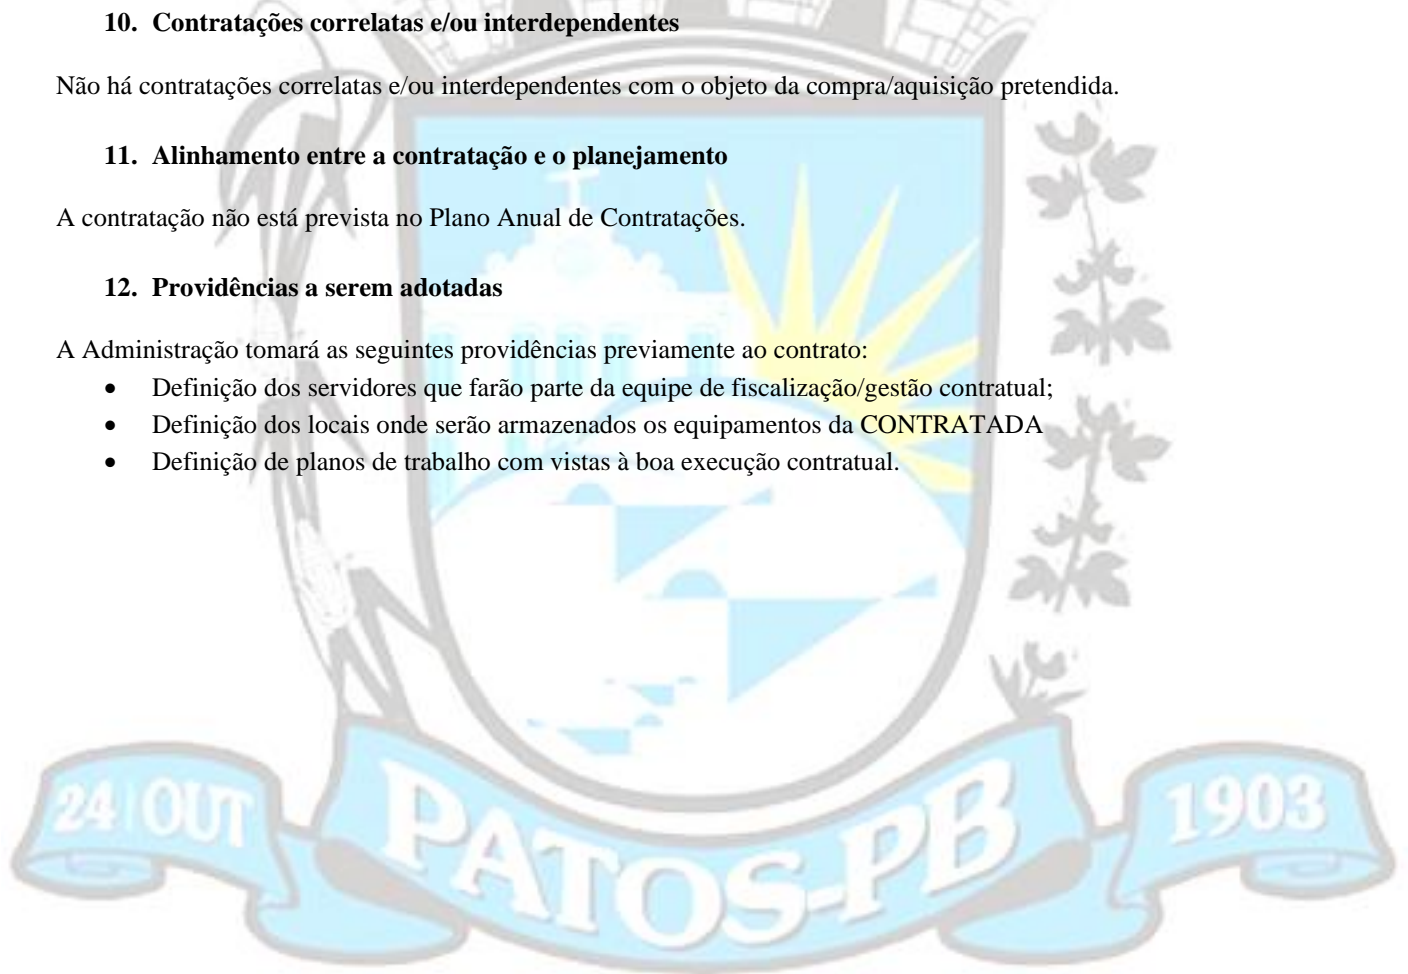 10. Contratações correlatas e/ou interdependentes
Não há contratações correlatas e/ou interdependentes com o objeto da compra/aquisição pretendida.
11. Alinhamento entre a contratação e o planejamento
A contratação não está prevista no Plano Anual de Contratações.
12. Providências a serem adotadas
A Administração tomará as seguintes providências previamente ao contrato:
• Definição dos servidores que farão parte da equipe de fiscalização/gestão contratual;
• Definição dos locais onde serão armazenados os equipamentos da CONTRATADA
• Definição de planos de trabalho com vistas à boa execução contratual.
24 OUT
PATOS-PB
1903